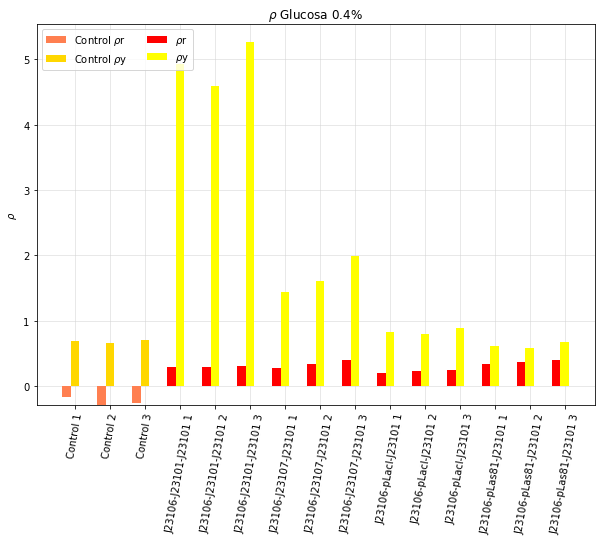 ρ Glucosa 0.4%
Control ρr
Control ρy
ρr
ρy
ρ
5
4
3
2
1
0
Control 1
Control 2
Control 3
J23101-J23101-J23101 1
J23101-J23101-J23101 2
J23106-J23101-J23101 3
J23106-J23107-J23101 1
J23106-J23107-J23101 2
J23106-J23107-J23101 3
J23106-pLacI-J23101 1
J23106-pLacI-J23101 2
J23106-pLacI-J23101 3
J23106-pLas81-J23101 1
J23106-pLas81-J23101 2
J23106-pLas81-J23101 3